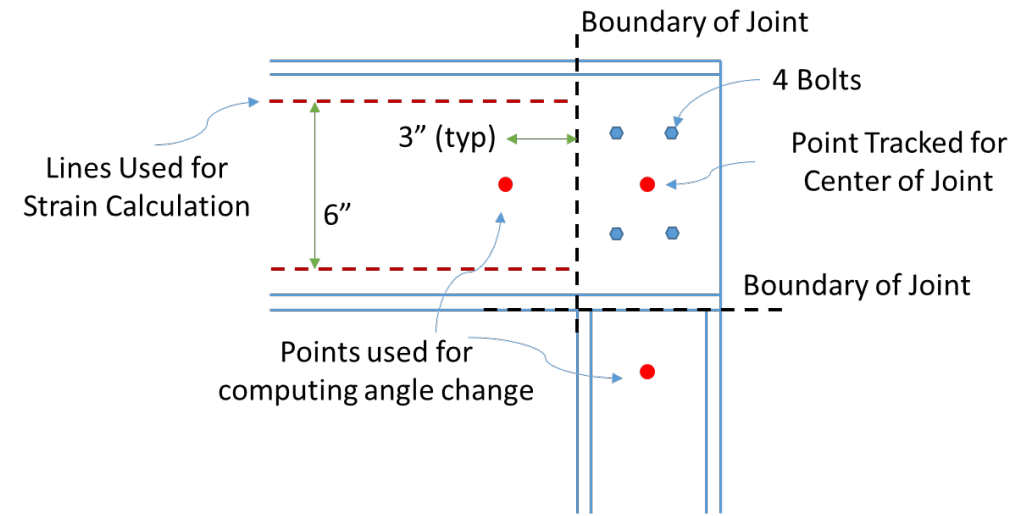 Boundary of Joint
4 Bolts
3” (typ)
Point Tracked for
Center of Joint
Lines Used for
Strain Calculation
6”
Boundary of Joint
Points used for
computing angle change